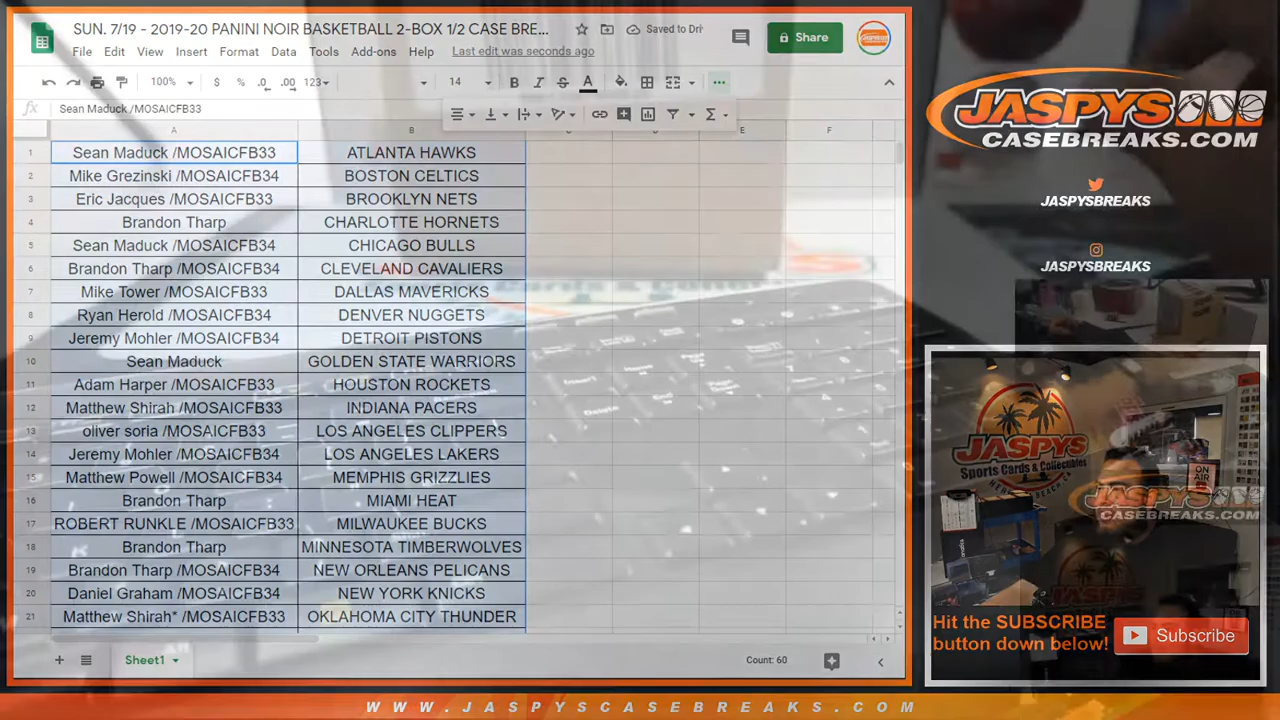 SUN. 7/19 - 2019-20 PANINI NOIR BASKETBALL 2-BOX 1/2 CASE BRE...
Saved to Dri
Share
File Edit View Insert Format Data Tools Add-ons Help Last edit was seconds ago
100% $ % .0 .00 123 14 B I S A
fx Sean Maduck /MOSAICFB33
A B C D E F
1 Sean Maduck /MOSAICFB33 ATLANTA HAWKS
2 Mike Grezinski /MOSAICFB34 BOSTON CELTICS
3 Eric Jacques /MOSAICFB33 BROOKLYN NETS
4 Brandon Tharp CHARLOTTE HORNETS
5 Sean Maduck /MOSAICFB34 CHICAGO BULLS
6 Brandon Tharp /MOSAICFB34 CLEVELAND CAVALIERS
7 Mike Tower /MOSAICFB33 DALLAS MAVERICKS
8 Ryan Herold /MOSAICFB34 DENVER NUGGETS
9 Jeremy Mohler /MOSAICFB34 DETROIT PISTONS
10 Sean Maduck GOLDEN STATE WARRIORS
11 Adam Harper /MOSAICFB33 HOUSTON ROCKETS
12 Matthew Shirah /MOSAICFB33 INDIANA PACERS
13 oliver soria /MOSAICFB33 LOS ANGELES CLIPPERS
14 Jeremy Mohler /MOSAICFB34 LOS ANGELES LAKERS
15 Matthew Powell /MOSAICFB34 MEMPHIS GRIZZLIES
16 Brandon Tharp MIAMI HEAT
17 ROBERT RUNKLE /MOSAICFB33 MILWAUKEE BUCKS
18 Brandon Tharp MINNESOTA TIMBERWOLVES
19 Brandon Tharp /MOSAICFB34 NEW ORLEANS PELICANS
20 Daniel Graham /MOSAICFB34 NEW YORK KNICKS
21 Matthew Shirah* /MOSAICFB33 OKLAHOMA CITY THUNDER
Sheet1
Count: 60
JASPYS
CASEBREAKS.COM
JASPYSBREAKS
JASPYSBREAKS
JASPYS
Sports Cards & Collectibles
ON AIR
JASPYS
CASEBREAKS.COM
Hit the SUBSCRIBE
button down below!
Subscribe
WWW.JASPYSCASEBREAKS.COM